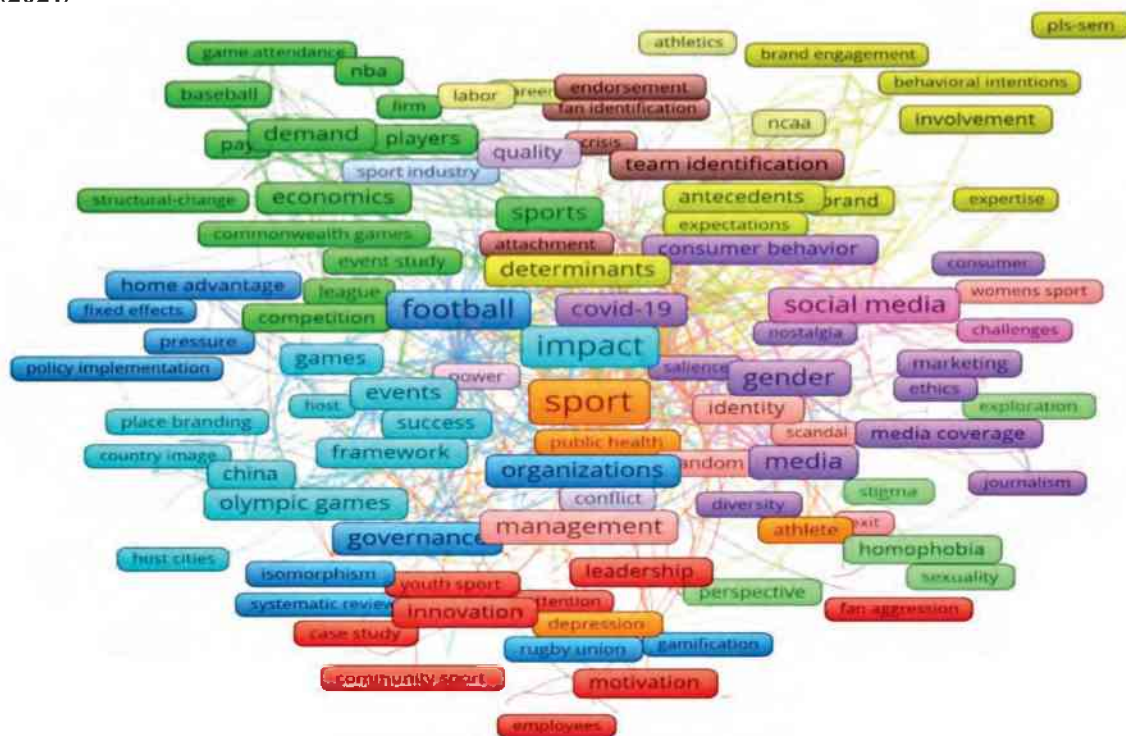 pls-sem
athletics
game attendance
brand engagement
nba
behavioral intentions
endorsement
baseball
labor
firm
fan identification
involvement
ncaa
demand
players
pay
crisis
quality
team identification
sport industry
economics
antecedents
brand
structural-change
expertise
sports
expectations
commonwealth games
attachment
consumer behavior
event study
consumer
determinants
home advantage
league
womens sport
football
covid-19
social media
fixed effects
competition
nostalgia
challenges
pressure
impact
games
marketing
policy implementation
power
salience
gender
ethics
events
sport
host
identity
exploration
place branding
success
scandal
media coverage
public health
framework
country image
organizations
andom
media
china
journalism
stigma
olympic games
conflict
diversity
management
athlete
exit
governance
homophobia
host cities
leadership
isomorphism
sexuality
youth sport
perspective
systematic review
innovation
fan aggression
depression
case study
rugby union
gamification
community sport
motivation
employees